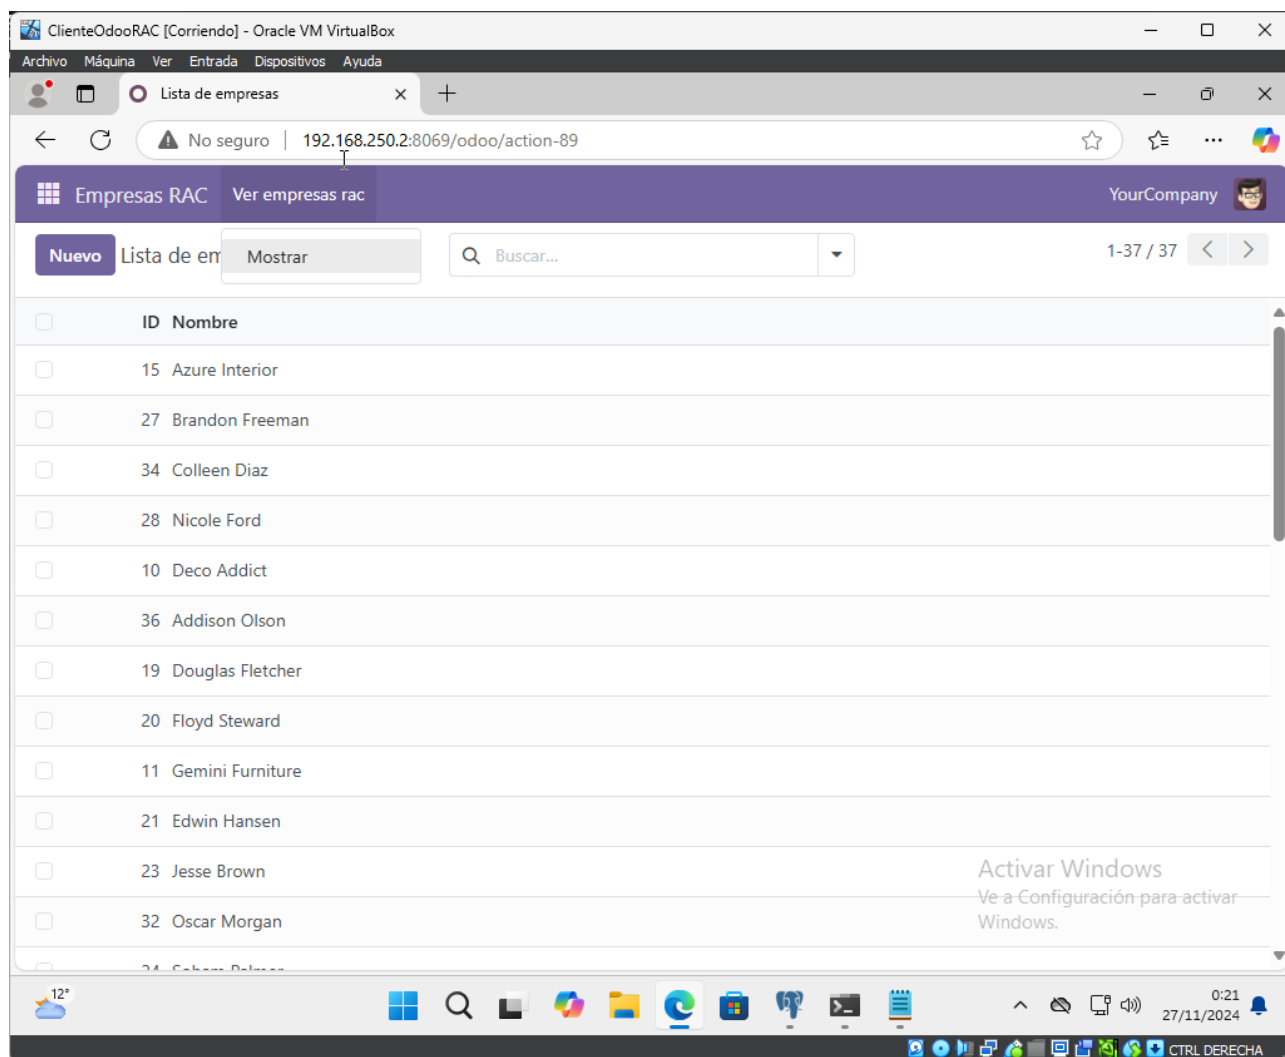 ClienteOdooRAC [Corriendo] - Oracle VM VirtualBox
Archivo Máquina Ver Entrada Dispositivos Ayuda
Lista de empresas
No seguro 192.168.250.2:8069/odoo/action-89
Empresas RAC Ver empresas rac YourCompany
Nuevo Lista de em Mostrar Buscar... 1-37 / 37
ID Nombre
15 Azure Interior
27 Brandon Freeman
34 Colleen Diaz
28 Nicole Ford
10 Deco Addict
36 Addison Olson
19 Douglas Fletcher
20 Floyd Steward
11 Gemini Furniture
21 Edwin Hansen
23 Jesse Brown
32 Oscar Morgan
24 Soham Palmer
Activar Windows
Ve a Configuración para activar
Windows.
12°
0:21
27/11/2024
CTRL DERECHA